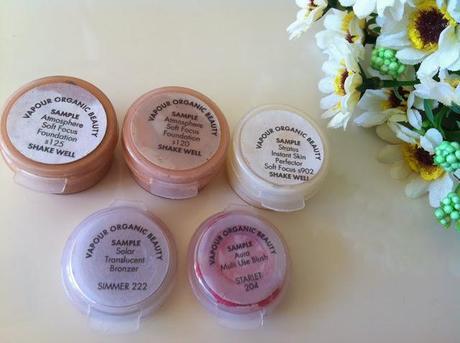 VAPOUR ORGANIC BEAUTY
SAMPLE
Atmosphere
Soft Focus
Foundation
s125
SHAKE WELL
VAPOUR ORGANIC BEAUTY
SAMPLE
Atmosphere
Soft Focus
Foundation
s120
SHAKE WELL
VAPOUR ORGANIC BEAUTY
SAMPLE
Stratus
Instant Skin
Perfector
Soft Focus s902
SHAKE WELL
VAPOUR ORGANIC BEAUTY
SAMPLE
Solar
Translucent
Bronzer
SIMMER 222
VAPOUR ORGANIC BEAUTY
SAMPLE
Aura
Multi Use Blush
STARLET
204